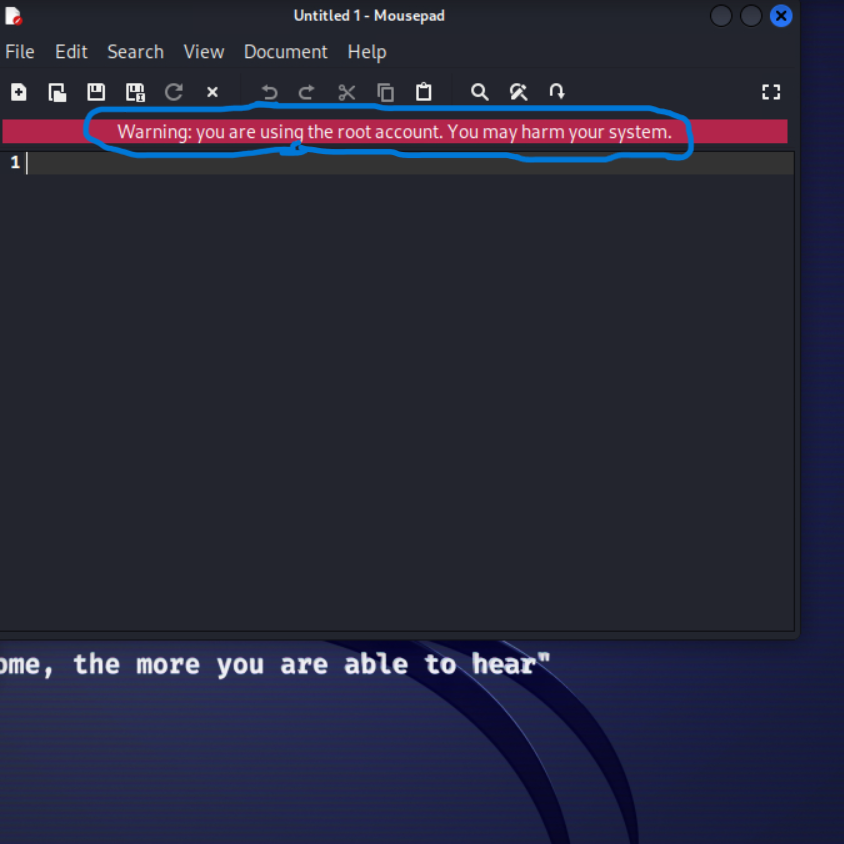 Untitled 1 - Mousepad
File Edit Search View Document Help
Warning: you are using the root account. You may harm your system.
1
ome, the more you are able to hear"